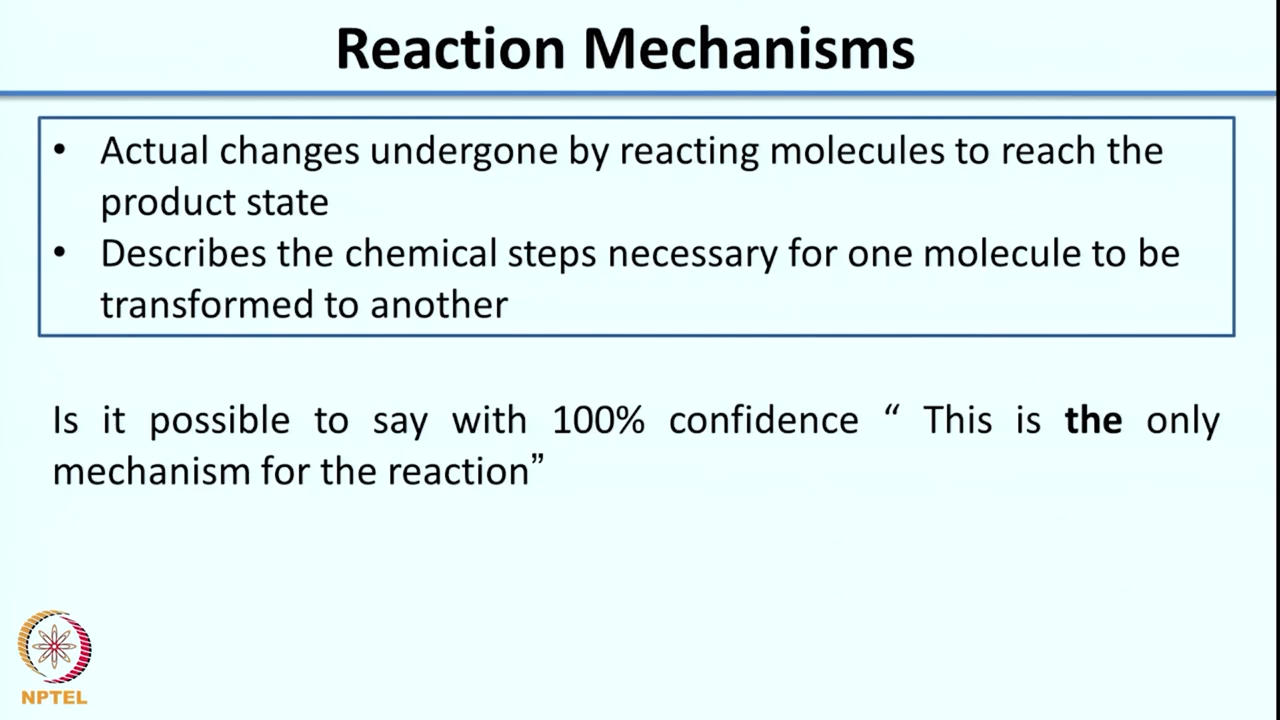 Reaction Mechanisms
• Actual changes undergone by reacting molecules to reach the
product state
• Describes the chemical steps necessary for one molecule to be
transformed to another
Is it possible to say with 100% confidence “ This is the only
mechanism for the reaction”
NPTEL